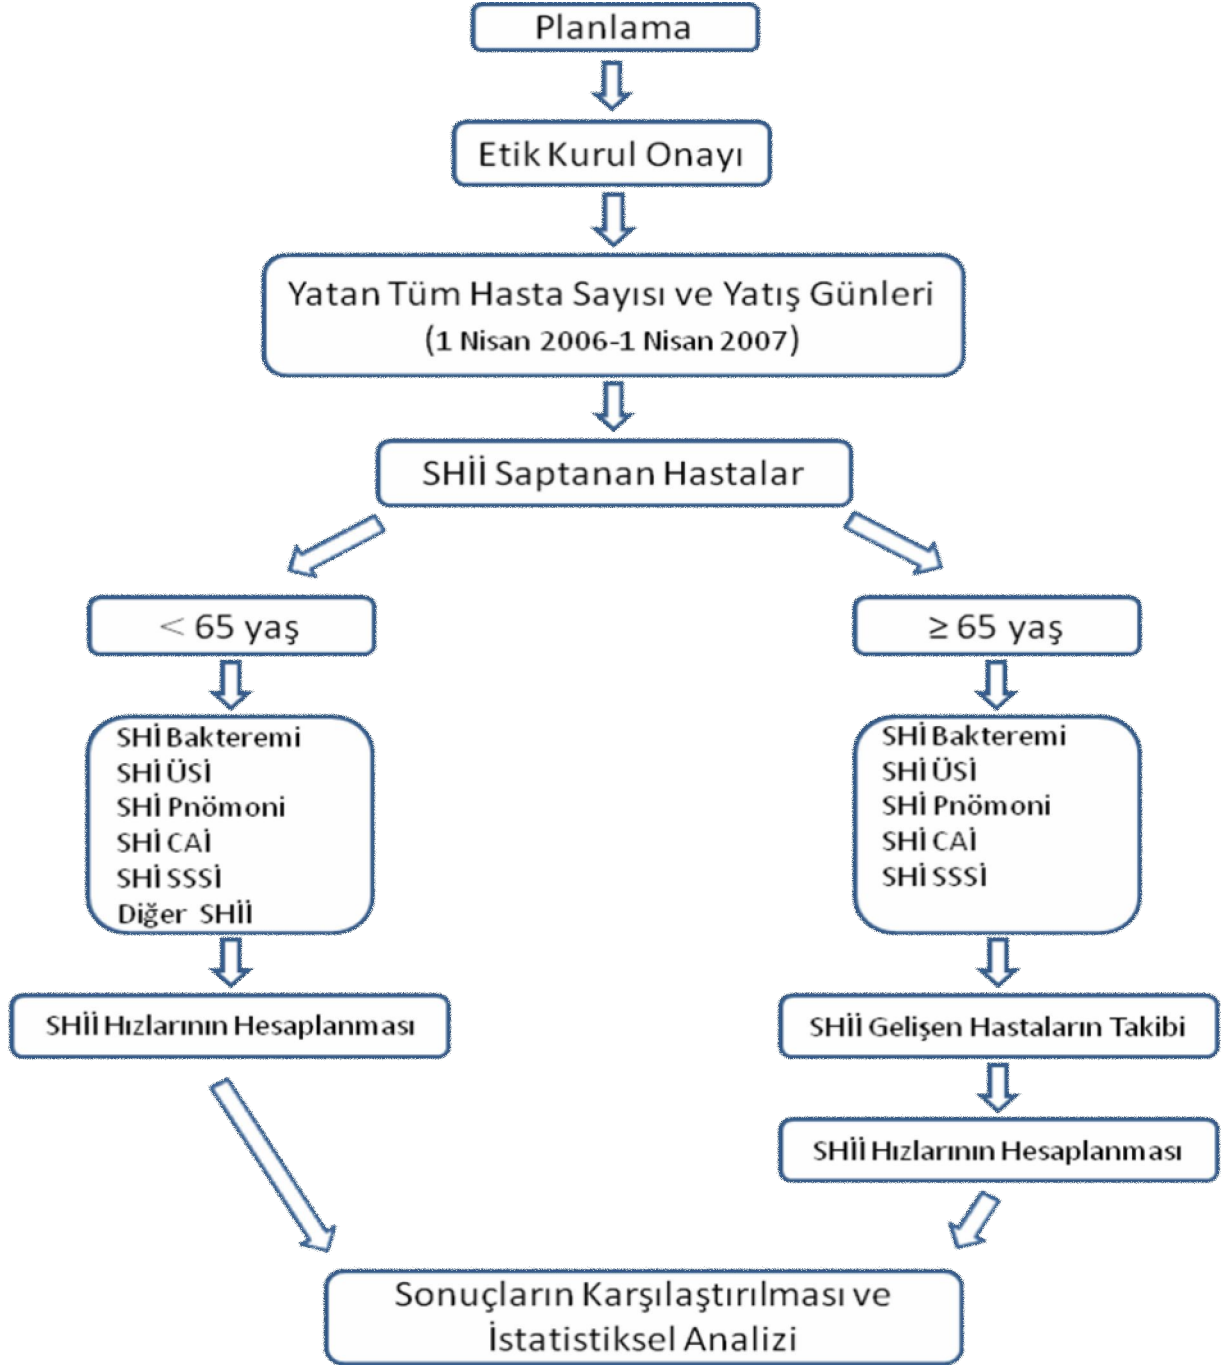 Planlama
Etik Kurul Onayı
Yatan Tüm Hasta Sayısı ve Yatış Günleri
(1 Nisan 2006-1 Nisan 2007)
SHİİ Saptanan Hastalar
< 65 yaş
SHİ Bakteremi
SHİ ÜSİ
SHİ Pnömoni
SHİ CAİ
SHİ SSSİ
Diğer SHİİ
SHİİ Hızlarının Hesaplanması
≥ 65 yaş
SHİ Bakteremi
SHİ ÜSİ
SHİ Pnömoni
SHİ CAİ
SHİ SSSİ
SHİİ Gelişen Hastaların Takibi
SHİİ Hızlarının Hesaplanması
Sonuçların Karşılaştırılması ve
İstatistiksel Analizi